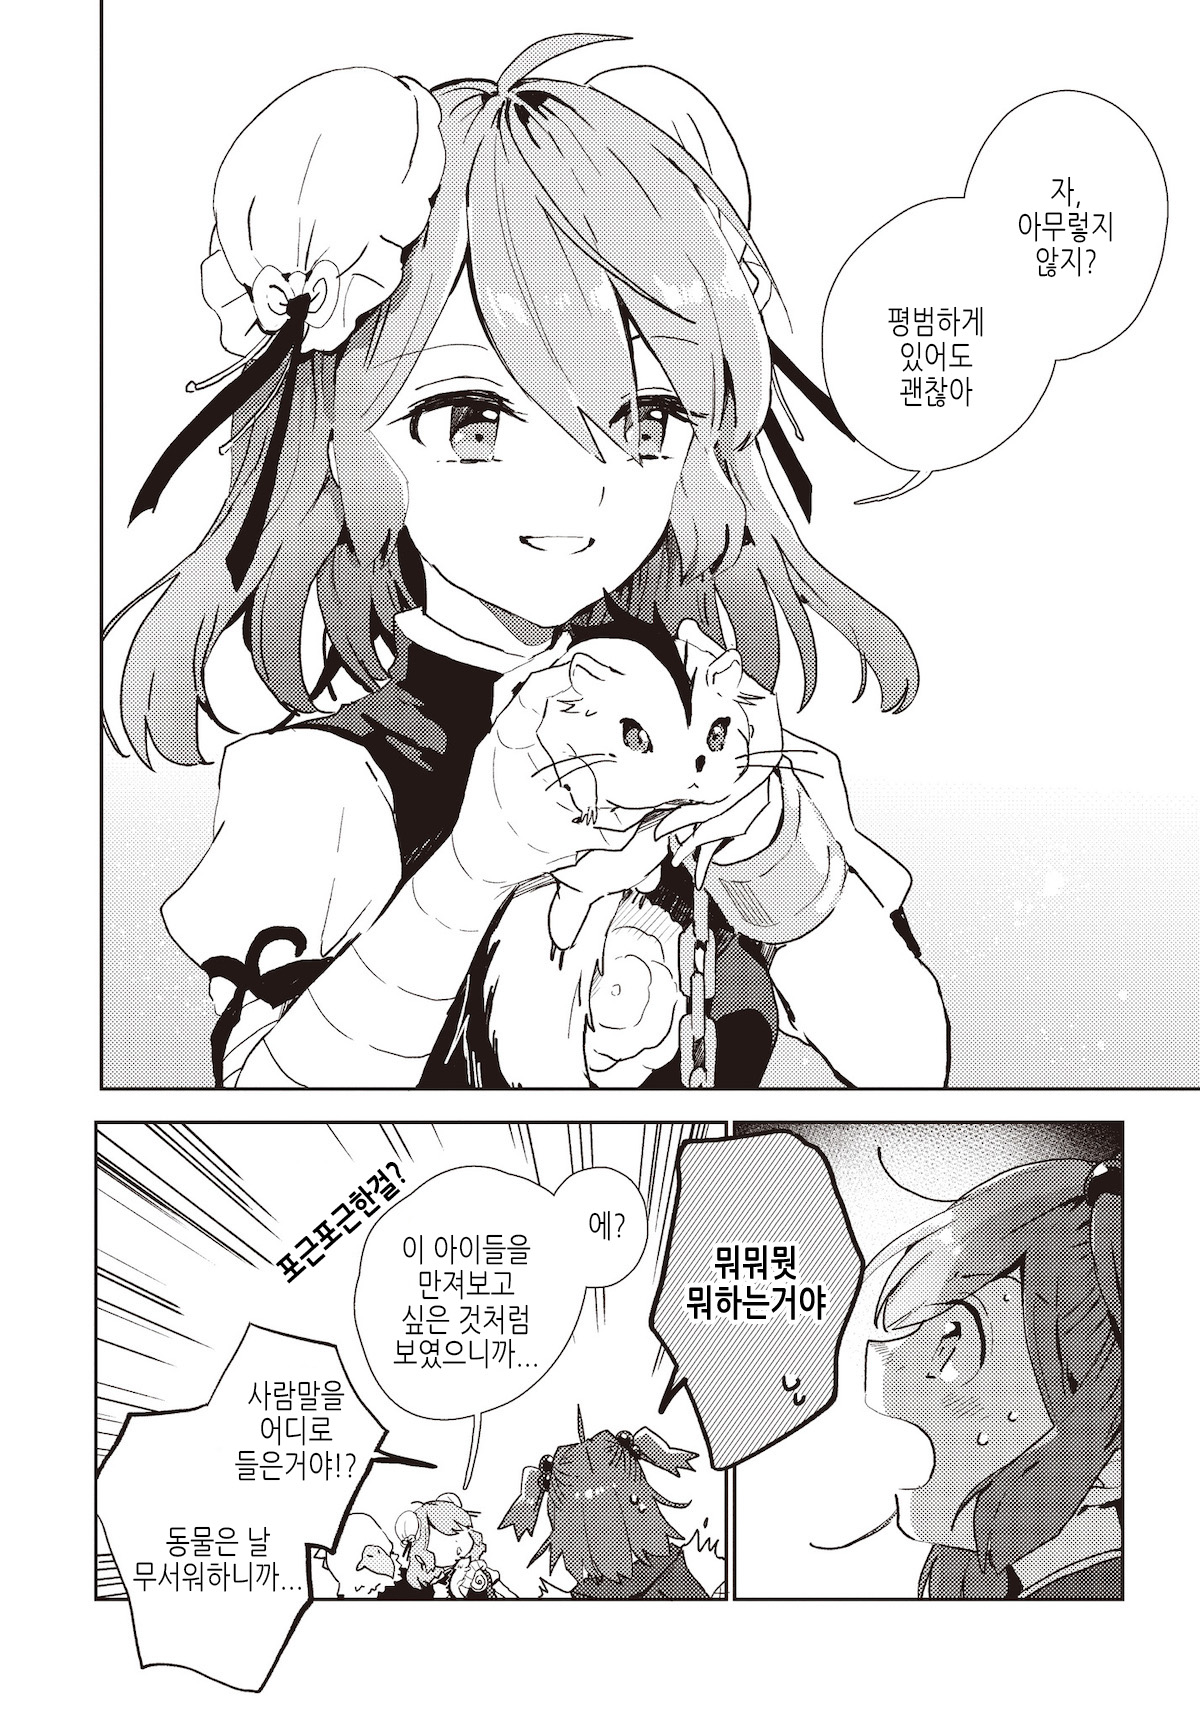 자,
아무렇지
않지?
평범하게
있어도
괜찮아
뭐뭐뭣
뭐하는거야
에?
이 아이들을
만져보고
싶은 것처럼
보였으니까...
포근포근한걸?
사람말을
어디로
들은거야!?
동물은 날
무서워하니까...